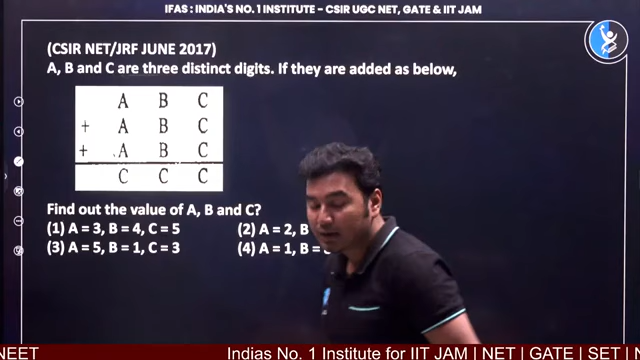 IFAS : INDIA'S NO. 1 INSTITUTE – CSIR UGC NET, GATE & IIT JAM
(CSIR NET/JRF JUNE 2017)
A, B and C are three distinct digits. If they are added as below,
A B C
+ A B C
+ A B C
C C C
Find out the value of A, B and C?
(1) A = 3, B = 4, C = 5 (2) A = 2, B
(3) A = 5, B = 1, C = 3 (4) A = 1, B =
NEET Indias No. 1 Institute for IIT JAM | NET | GATE | SET |